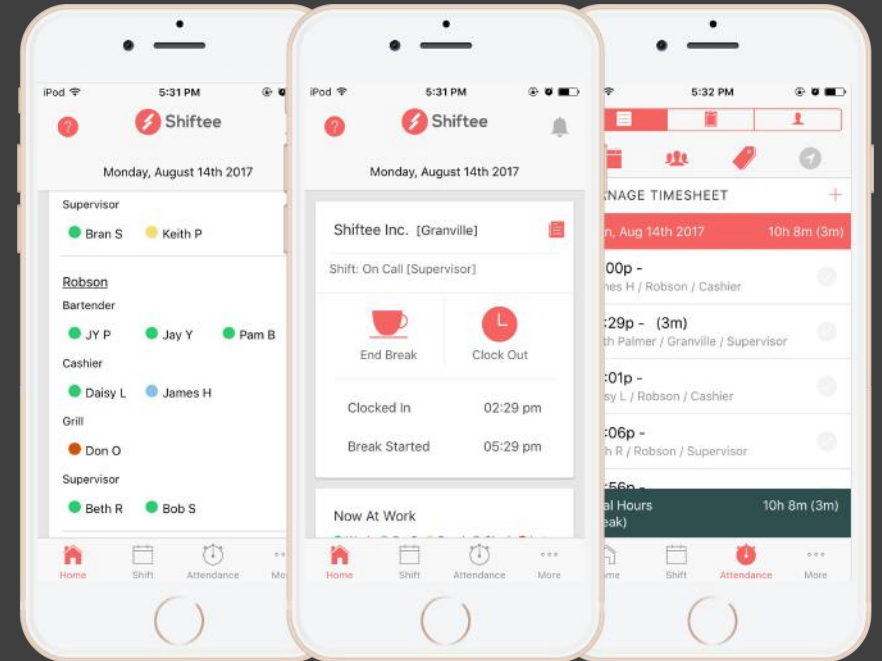 iPod
5:31 PM
?
Shiftee
Monday, August 14th 2017
Supervisor
Bran S
Keith P
Robson
Bartender
JY P
Jay Y
Pam B
Cashier
Daisy L
James H
Grill
Don O
Supervisor
Beth R
Bob S
Home
Shift
Attendance
iPod
5:31 PM
?
Shiftee
Monday, August 14th 2017
Shiftee Inc. [Granville]
Shift: On Call [Supervisor]
End Break
Clock Out
Clocked In 02:29 pm
Break Started 05:29 pm
Now At Work
Home
Shift
Attendance
More
5:32 PM
NAGE TIMESHEET +
n, Aug 14th 2017 10h 8m (3m)
:00p -
mes H / Robson / Cashier
:29p - (3m)
th Palmer / Granville / Supervisor
:01p -
sy L / Robson / Cashier
:06p -
h R / Robson / Supervisor
:56p -
al Hours 10h 8m (3m)
eak)
me
Shift
Attendance
More